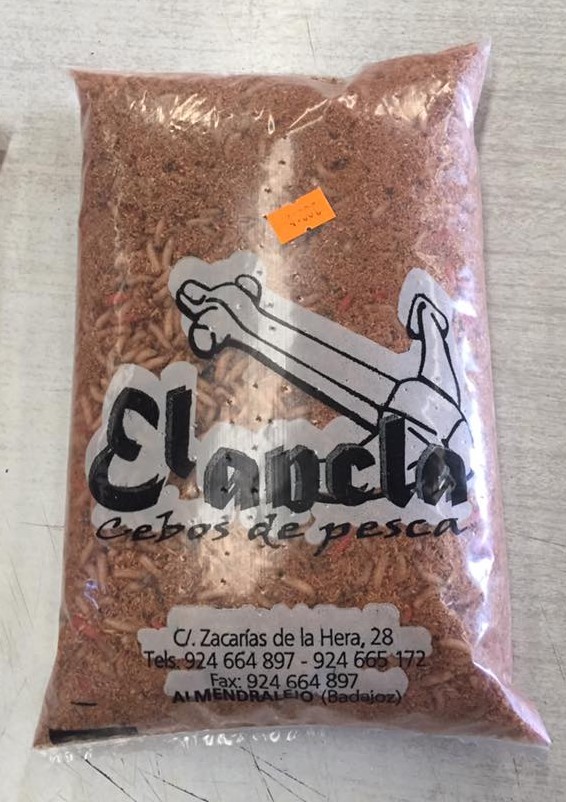 El ancla
Cebos de pesca
C/. Zacarías de la Hera, 28
Tels. 924 664 897 - 924 665 172
Fax: 924 664 897
ALMENDRALEJO (Badajoz)